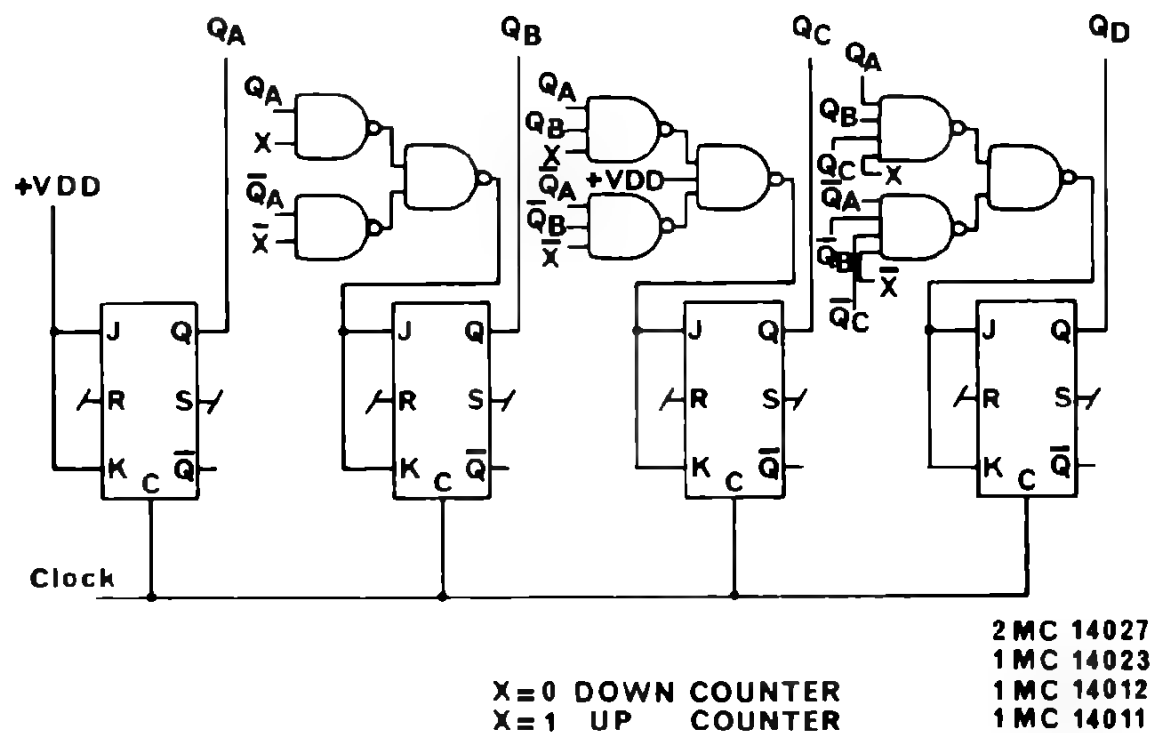 QA QB QC QD
QA
X
Q̅A
X̅
QA
QB
X
Q̅A
+VDD
Q̅B
X̅
QA
QB
QC
X
Q̅A
Q̅B
X̅
Q̅C
+VDD
J Q
R S
K Q̅
C
J Q
R S
K Q̅
C
J Q
R S
K Q̅
C
J Q
R S
K Q̅
C
Clock
2 MC 14027
1 MC 14023
1 MC 14012
1 MC 14011
X=0 DOWN COUNTER
X=1 UP COUNTER